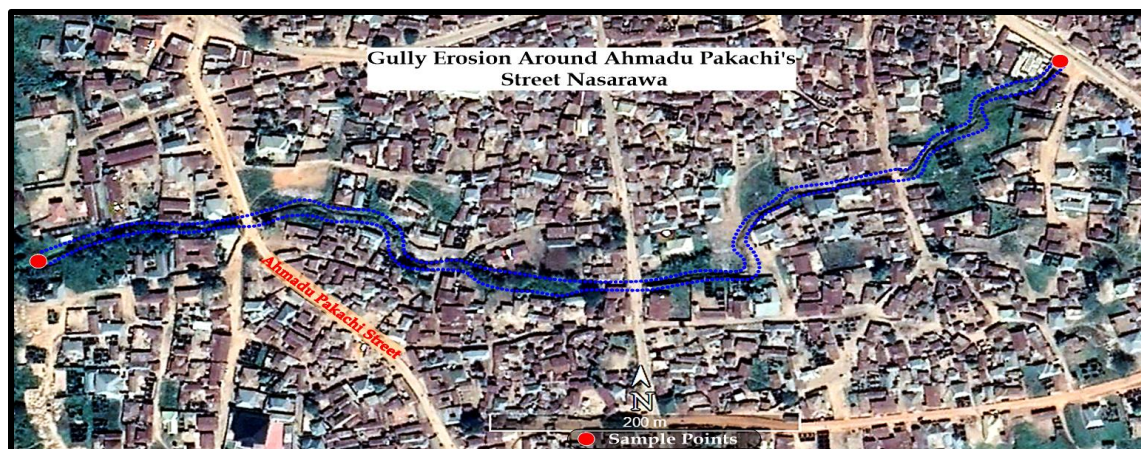 Gully Erosion Around Ahmadu Pakachi's
Street Nasarawa
Ahmadu Pakachi Street
N
200 m
Sample Points